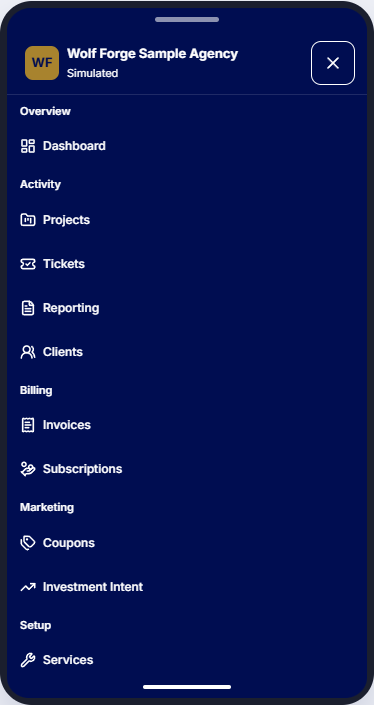 WF
Wolf Forge Sample Agency
Simulated
Overview
Dashboard
Activity
Projects
Tickets
Reporting
Clients
Billing
Invoices
Subscriptions
Marketing
Coupons
Investment Intent
Setup
Services